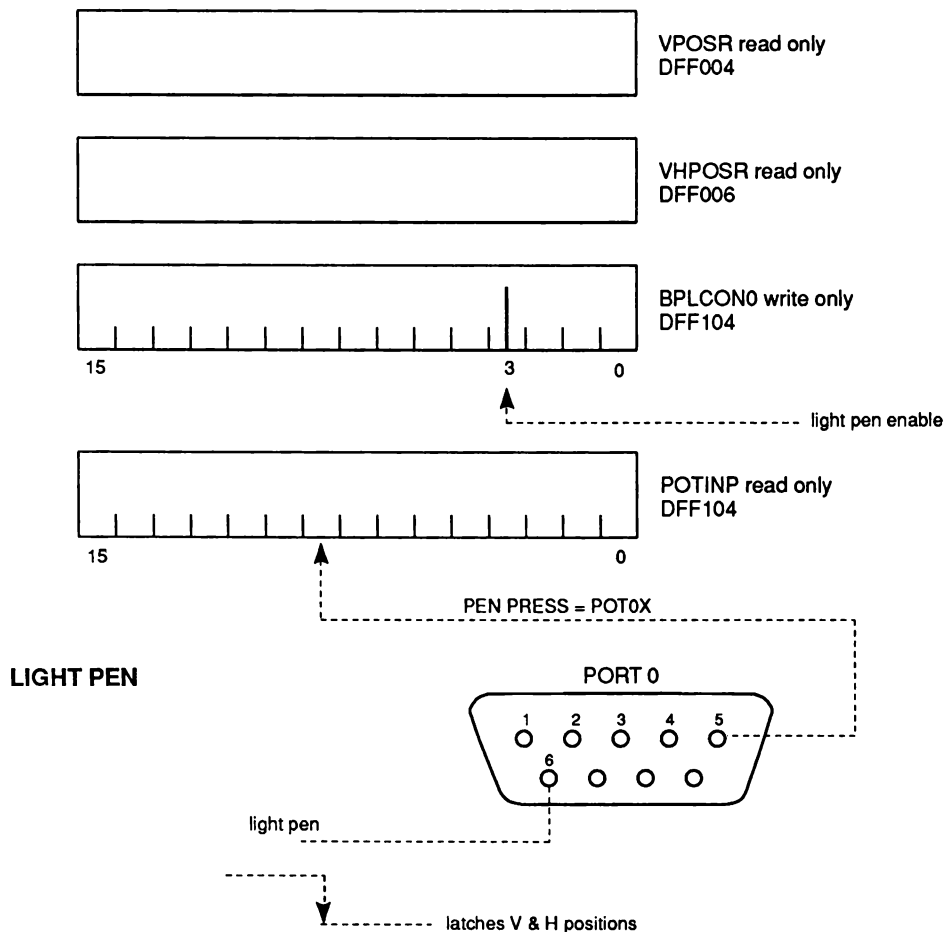 VPOSR read only
DFF004
VHPOSR read only
DFF006
BPLCON0 write only
DFF104
15 3 0
light pen enable
POTINP read only
DFF104
15 0
PEN PRESS = POT0X
LIGHT PEN
PORT 0
1 2 3 4 5
6
light pen
latches V & H positions